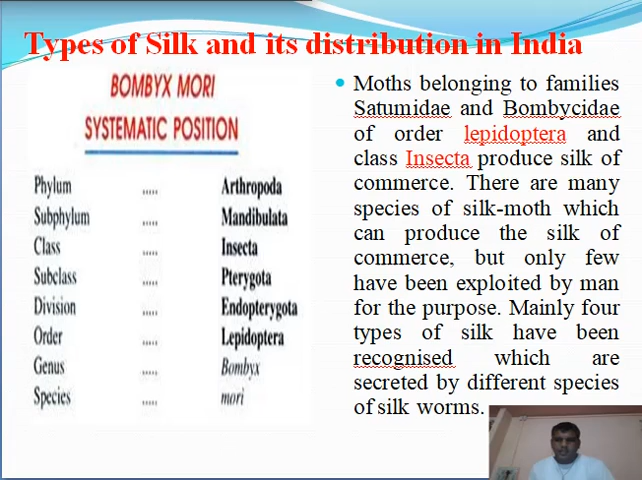 Types of Silk and its distribution in India
BOMBYX MORI
SYSTEMATIC POSITION
Phylum ..... Arthropoda
Subphylum ..... Mandibulata
Class ..... Insecta
Subclass ..... Pterygota
Division ..... Endopterygota
Order ..... Lepidoptera
Genus ..... Bombyx
Species ..... mori
Moths belonging to families
Satumidae and Bombycidae
of order lepidoptera and
class Insecta produce silk of
commerce. There are many
species of silk-moth which
can produce the silk of
commerce, but only few
have been exploited by man
for the purpose. Mainly four
types of silk have been
recognised which are
secreted by different species
of silk worms.